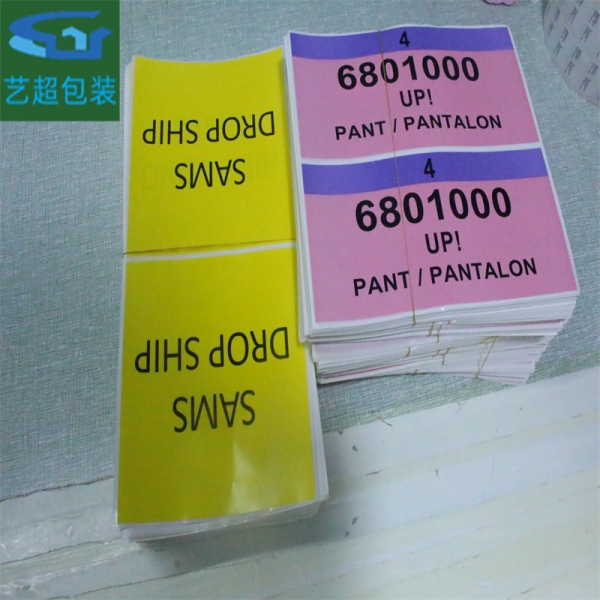 艺超包装
SAMS
DROP SHIP
SAMS
DROP SHIP
4
6801000
UP!
PANT / PANTALON
4
6801000
UP!
PANT / PANTALON